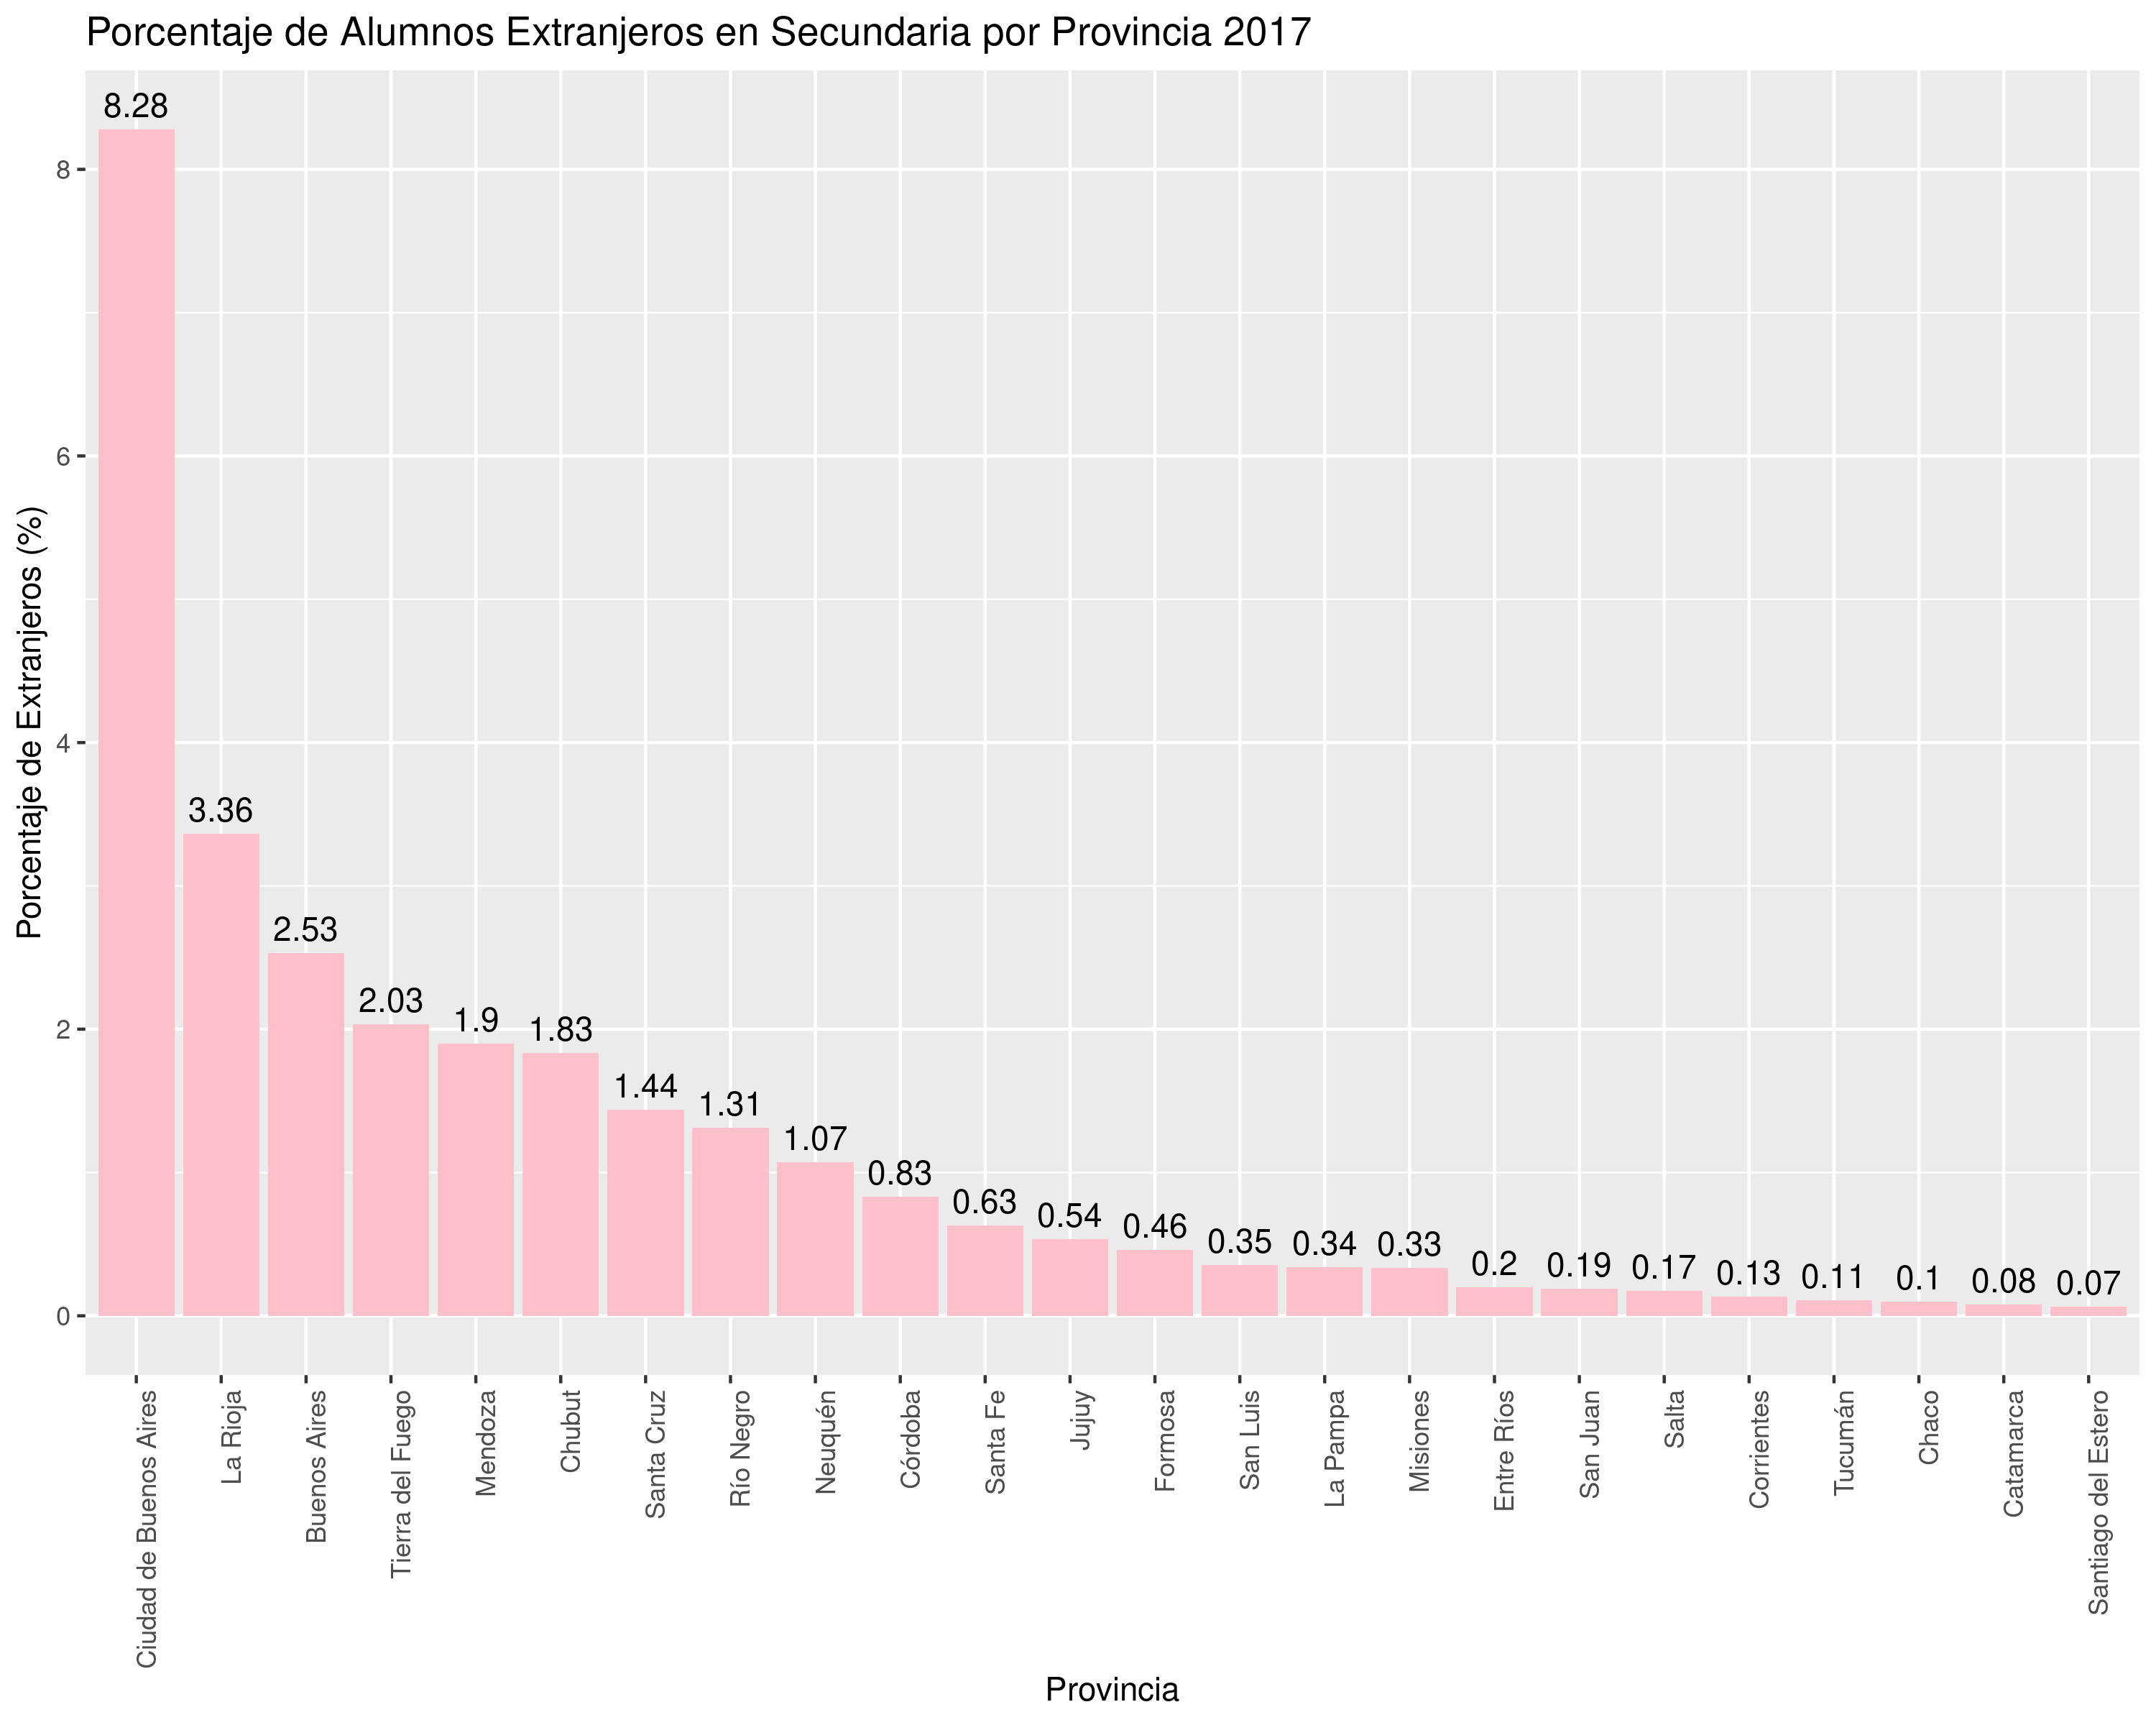 Porcentaje de Alumnos Extranjeros en Secundaria por Provincia 2017
Porcentaje de Extranjeros (%)
8
6
4
2
0
8.28
3.36
2.53
2.03
1.9
1.83
1.44
1.31
1.07
0.83
0.63
0.54
0.46
0.35
0.34
0.33
0.2
0.19
0.17
0.13
0.11
0.1
0.08
0.07
Ciudad de Buenos Aires
La Rioja
Buenos Aires
Tierra del Fuego
Mendoza
Chubut
Santa Cruz
Río Negro
Neuquén
Córdoba
Santa Fe
Jujuy
Formosa
San Luis
La Pampa
Misiones
Entre Ríos
San Juan
Salta
Corrientes
Tucumán
Chaco
Catamarca
Santiago del Estero
Provincia